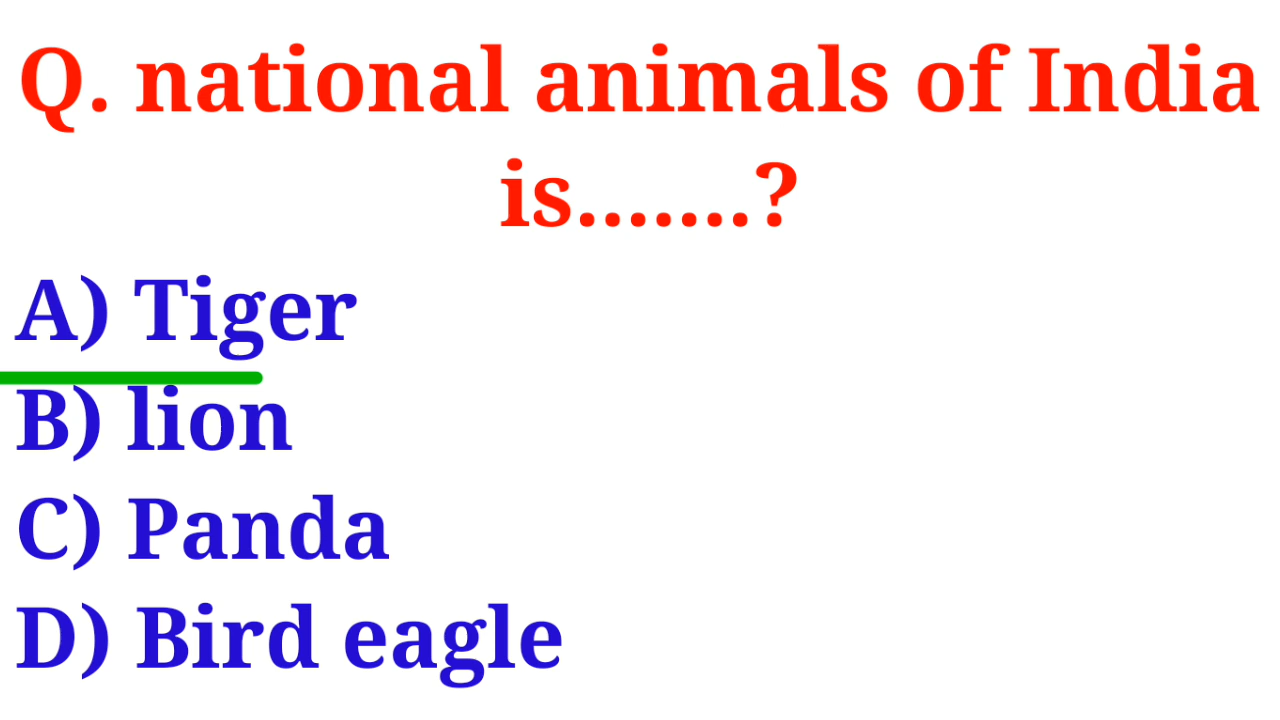 Q. national animals of India
is.......?
A) Tiger
B) lion
C) Panda
D) Bird eagle